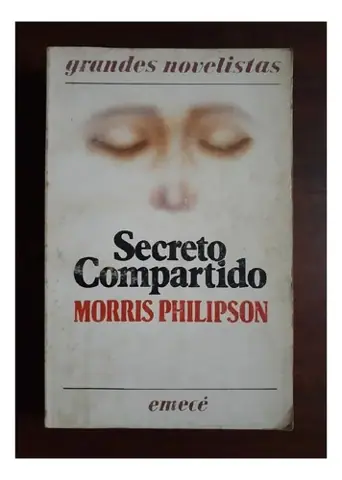 grandes novelistas
Secreto
Compartido
MORRIS PHILIPSON
emecé